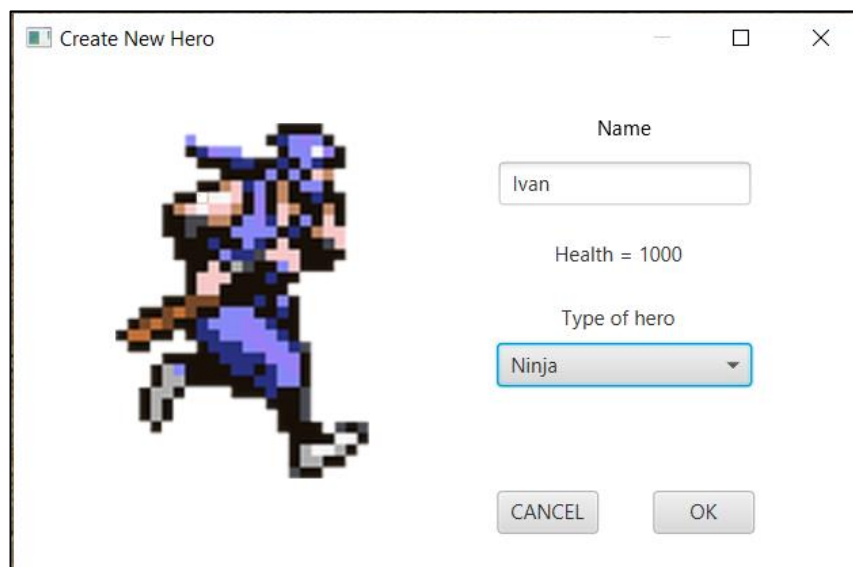 Create New Hero
Name
Ivan
Health = 1000
Type of hero
Ninja
CANCEL OK